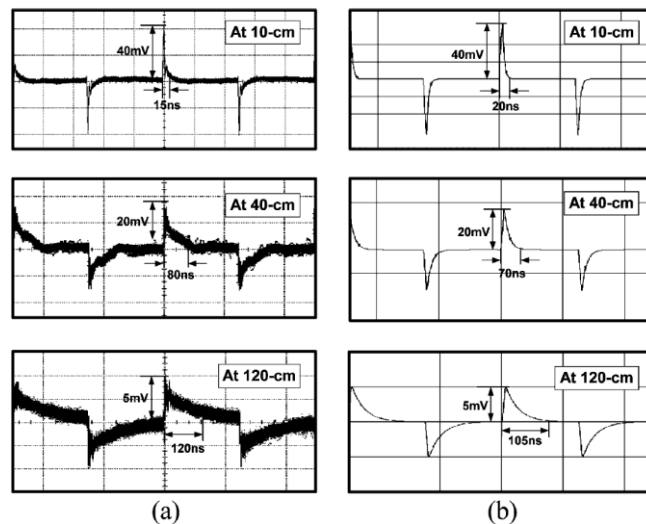 At 10-cm
40mV
15ns
At 40-cm
20mV
80ns
At 120-cm
5mV
120ns
(a)
At 10-cm
40mV
20ns
At 40-cm
20mV
70ns
At 120-cm
5mV
105ns
(b)